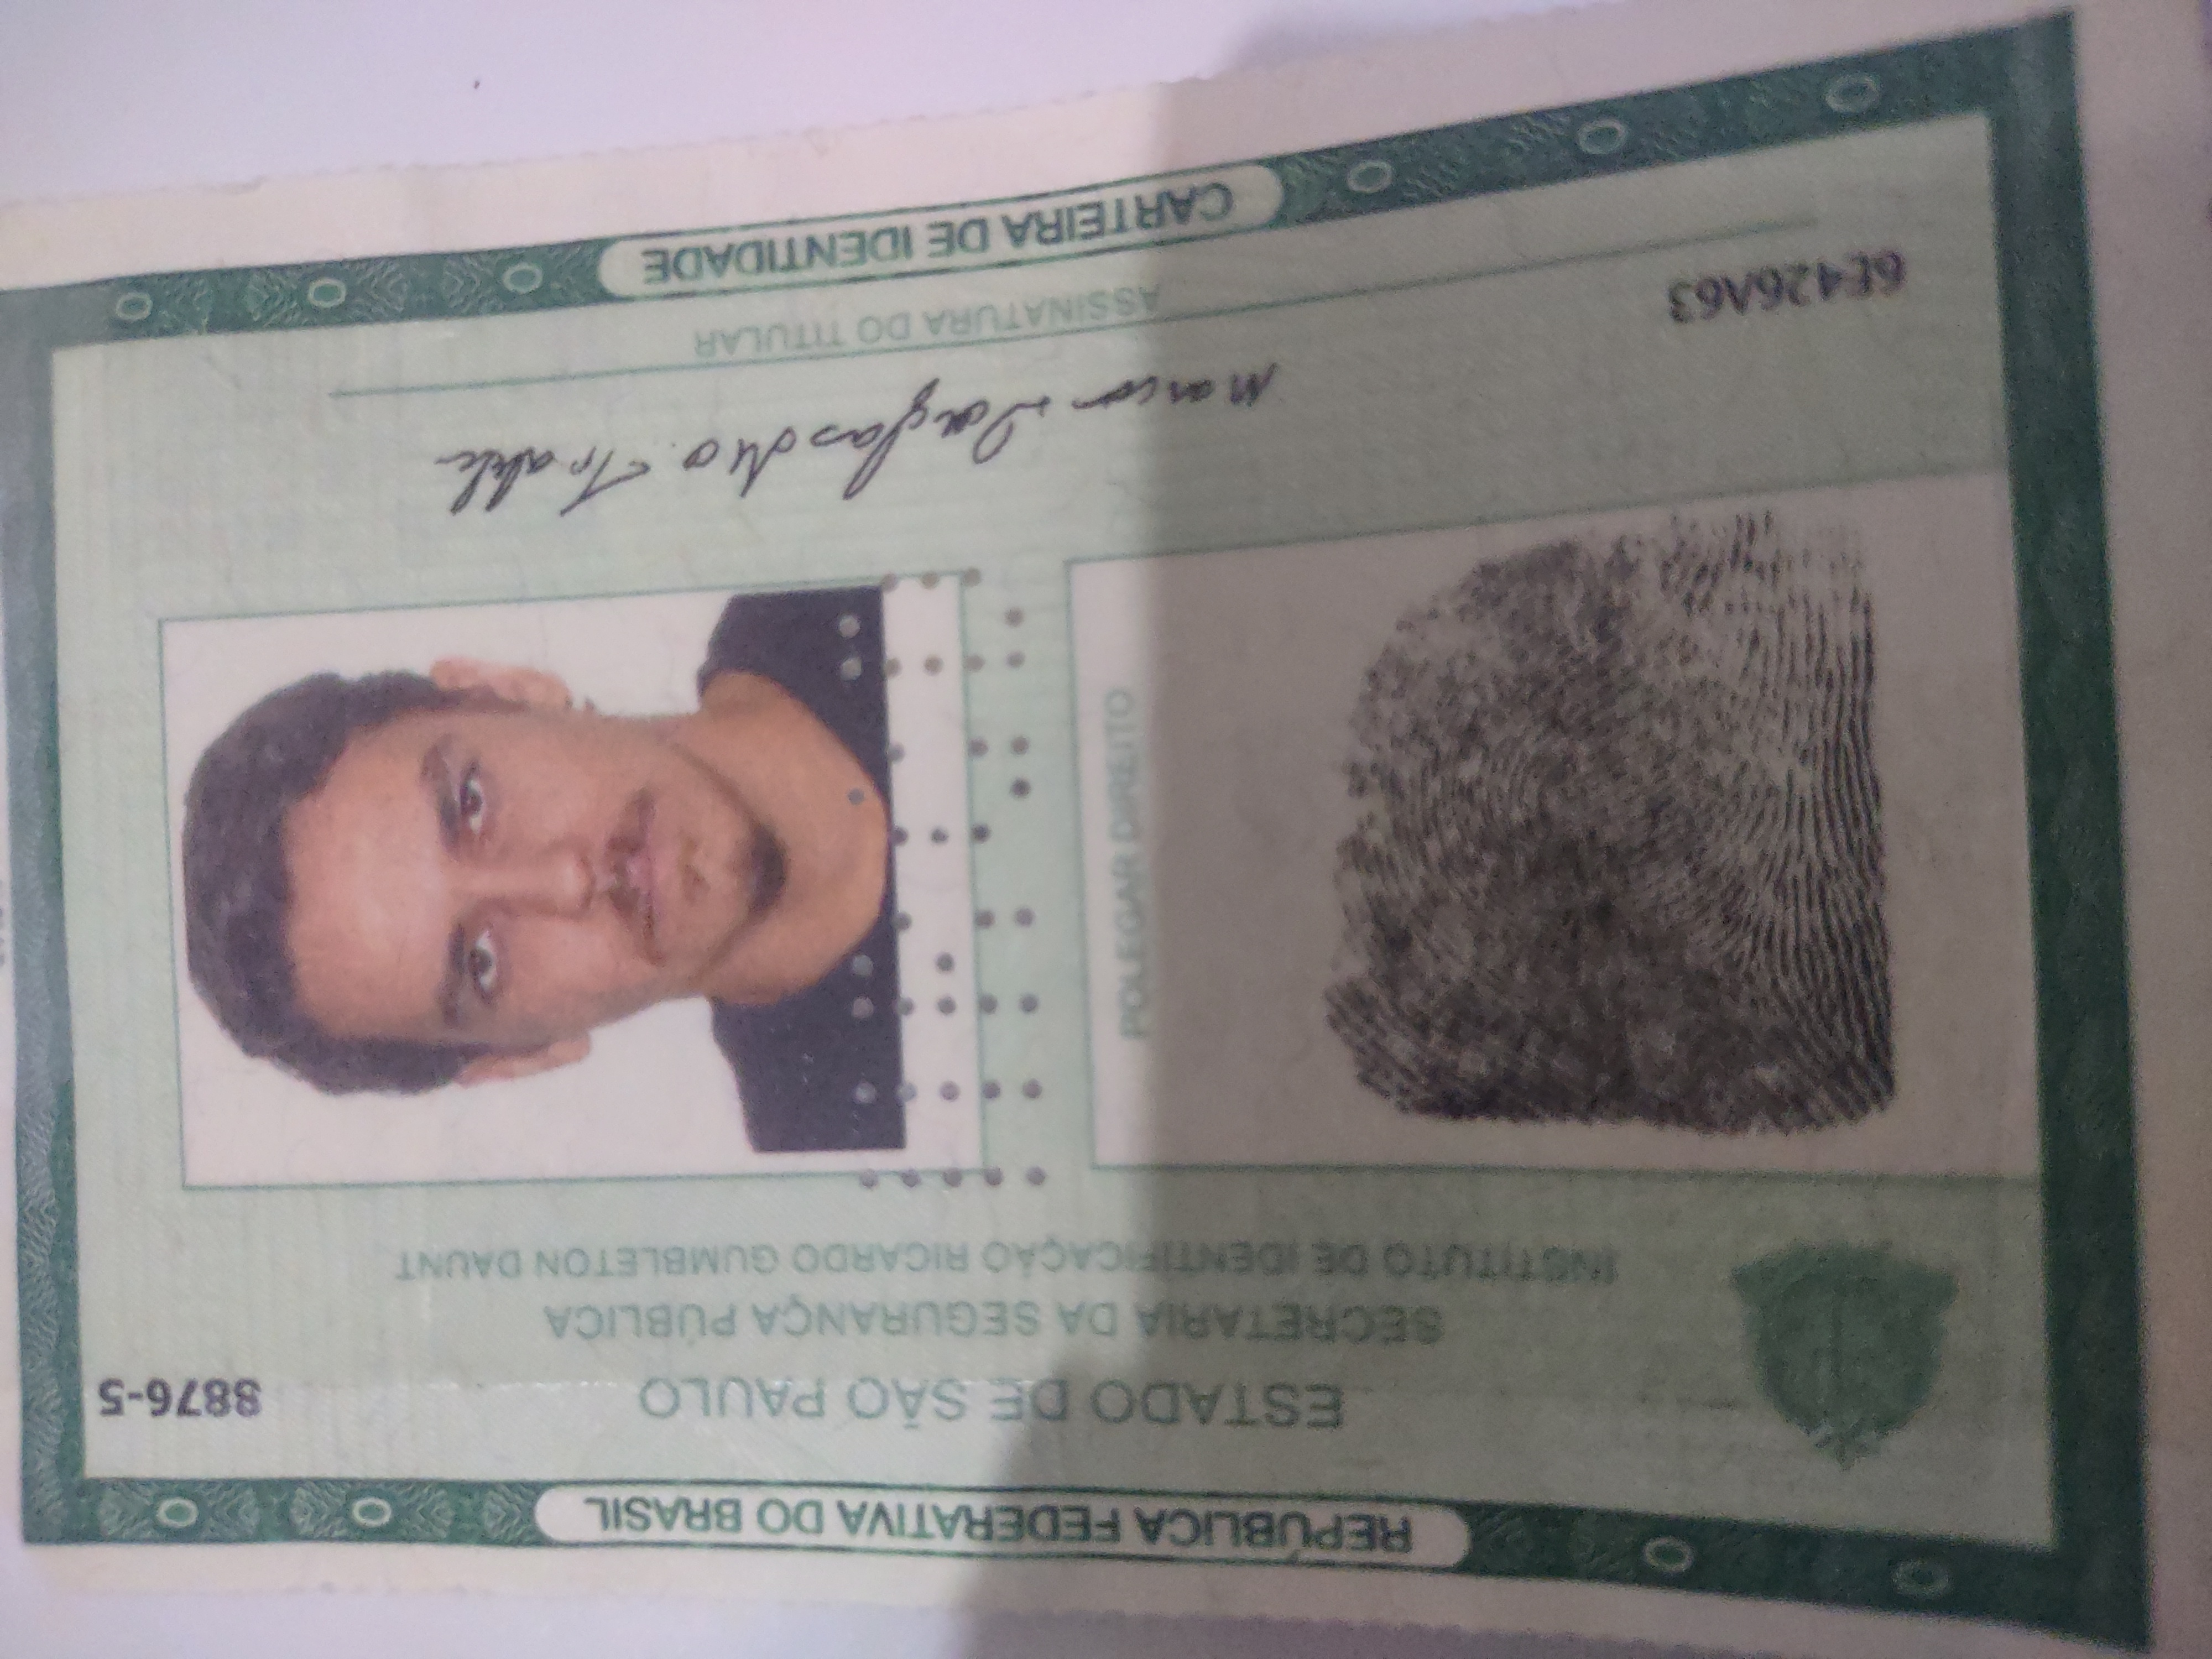 REPÚBLICA FEDERATIVA DO BRASIL
ESTADO DE SÃO PAULO
8876-5
SECRETARIA DA SEGURANÇA PÚBLICA
INSTITUTO DE IDENTIFICAÇÃO RICARDO GUMBLETON DAUNT
POLEGAR DIREITO
Marcos Douglas
6E426A63
ASSINATURA DO TITULAR
CARTEIRA DE IDENTIDADE